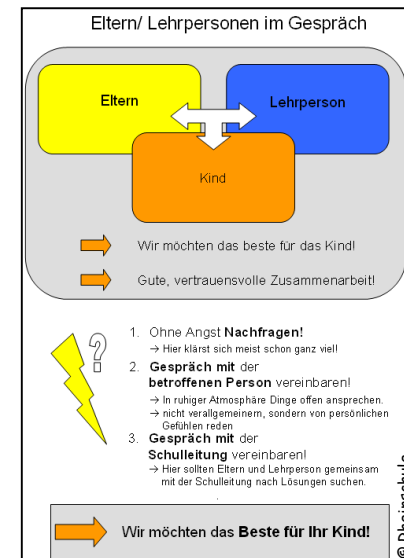 Eltern/ Lehrpersonen im Gespräch
Eltern
Lehrperson
Kind
Wir möchten das beste für das Kind!
Gute, vertrauensvolle Zusammenarbeit!
?
1. Ohne Angst Nachfragen!
→ Hier klärst sich meist schon ganz viel!
2. Gespräch mit der
betroffenen Person vereinbaren!
→ In ruhiger Atmosphäre Dinge offen ansprechen.
→ nicht verallgemeinern, sondern von persönlichen
Gefühlen reden
3. Gespräch mit der
Schulleitung vereinbaren!
→ Hier sollten Eltern und Lehrperson gemeinsam
mit der Schulleitung nach Lösungen suchen.
Wir möchten das Beste für Ihr Kind!
©